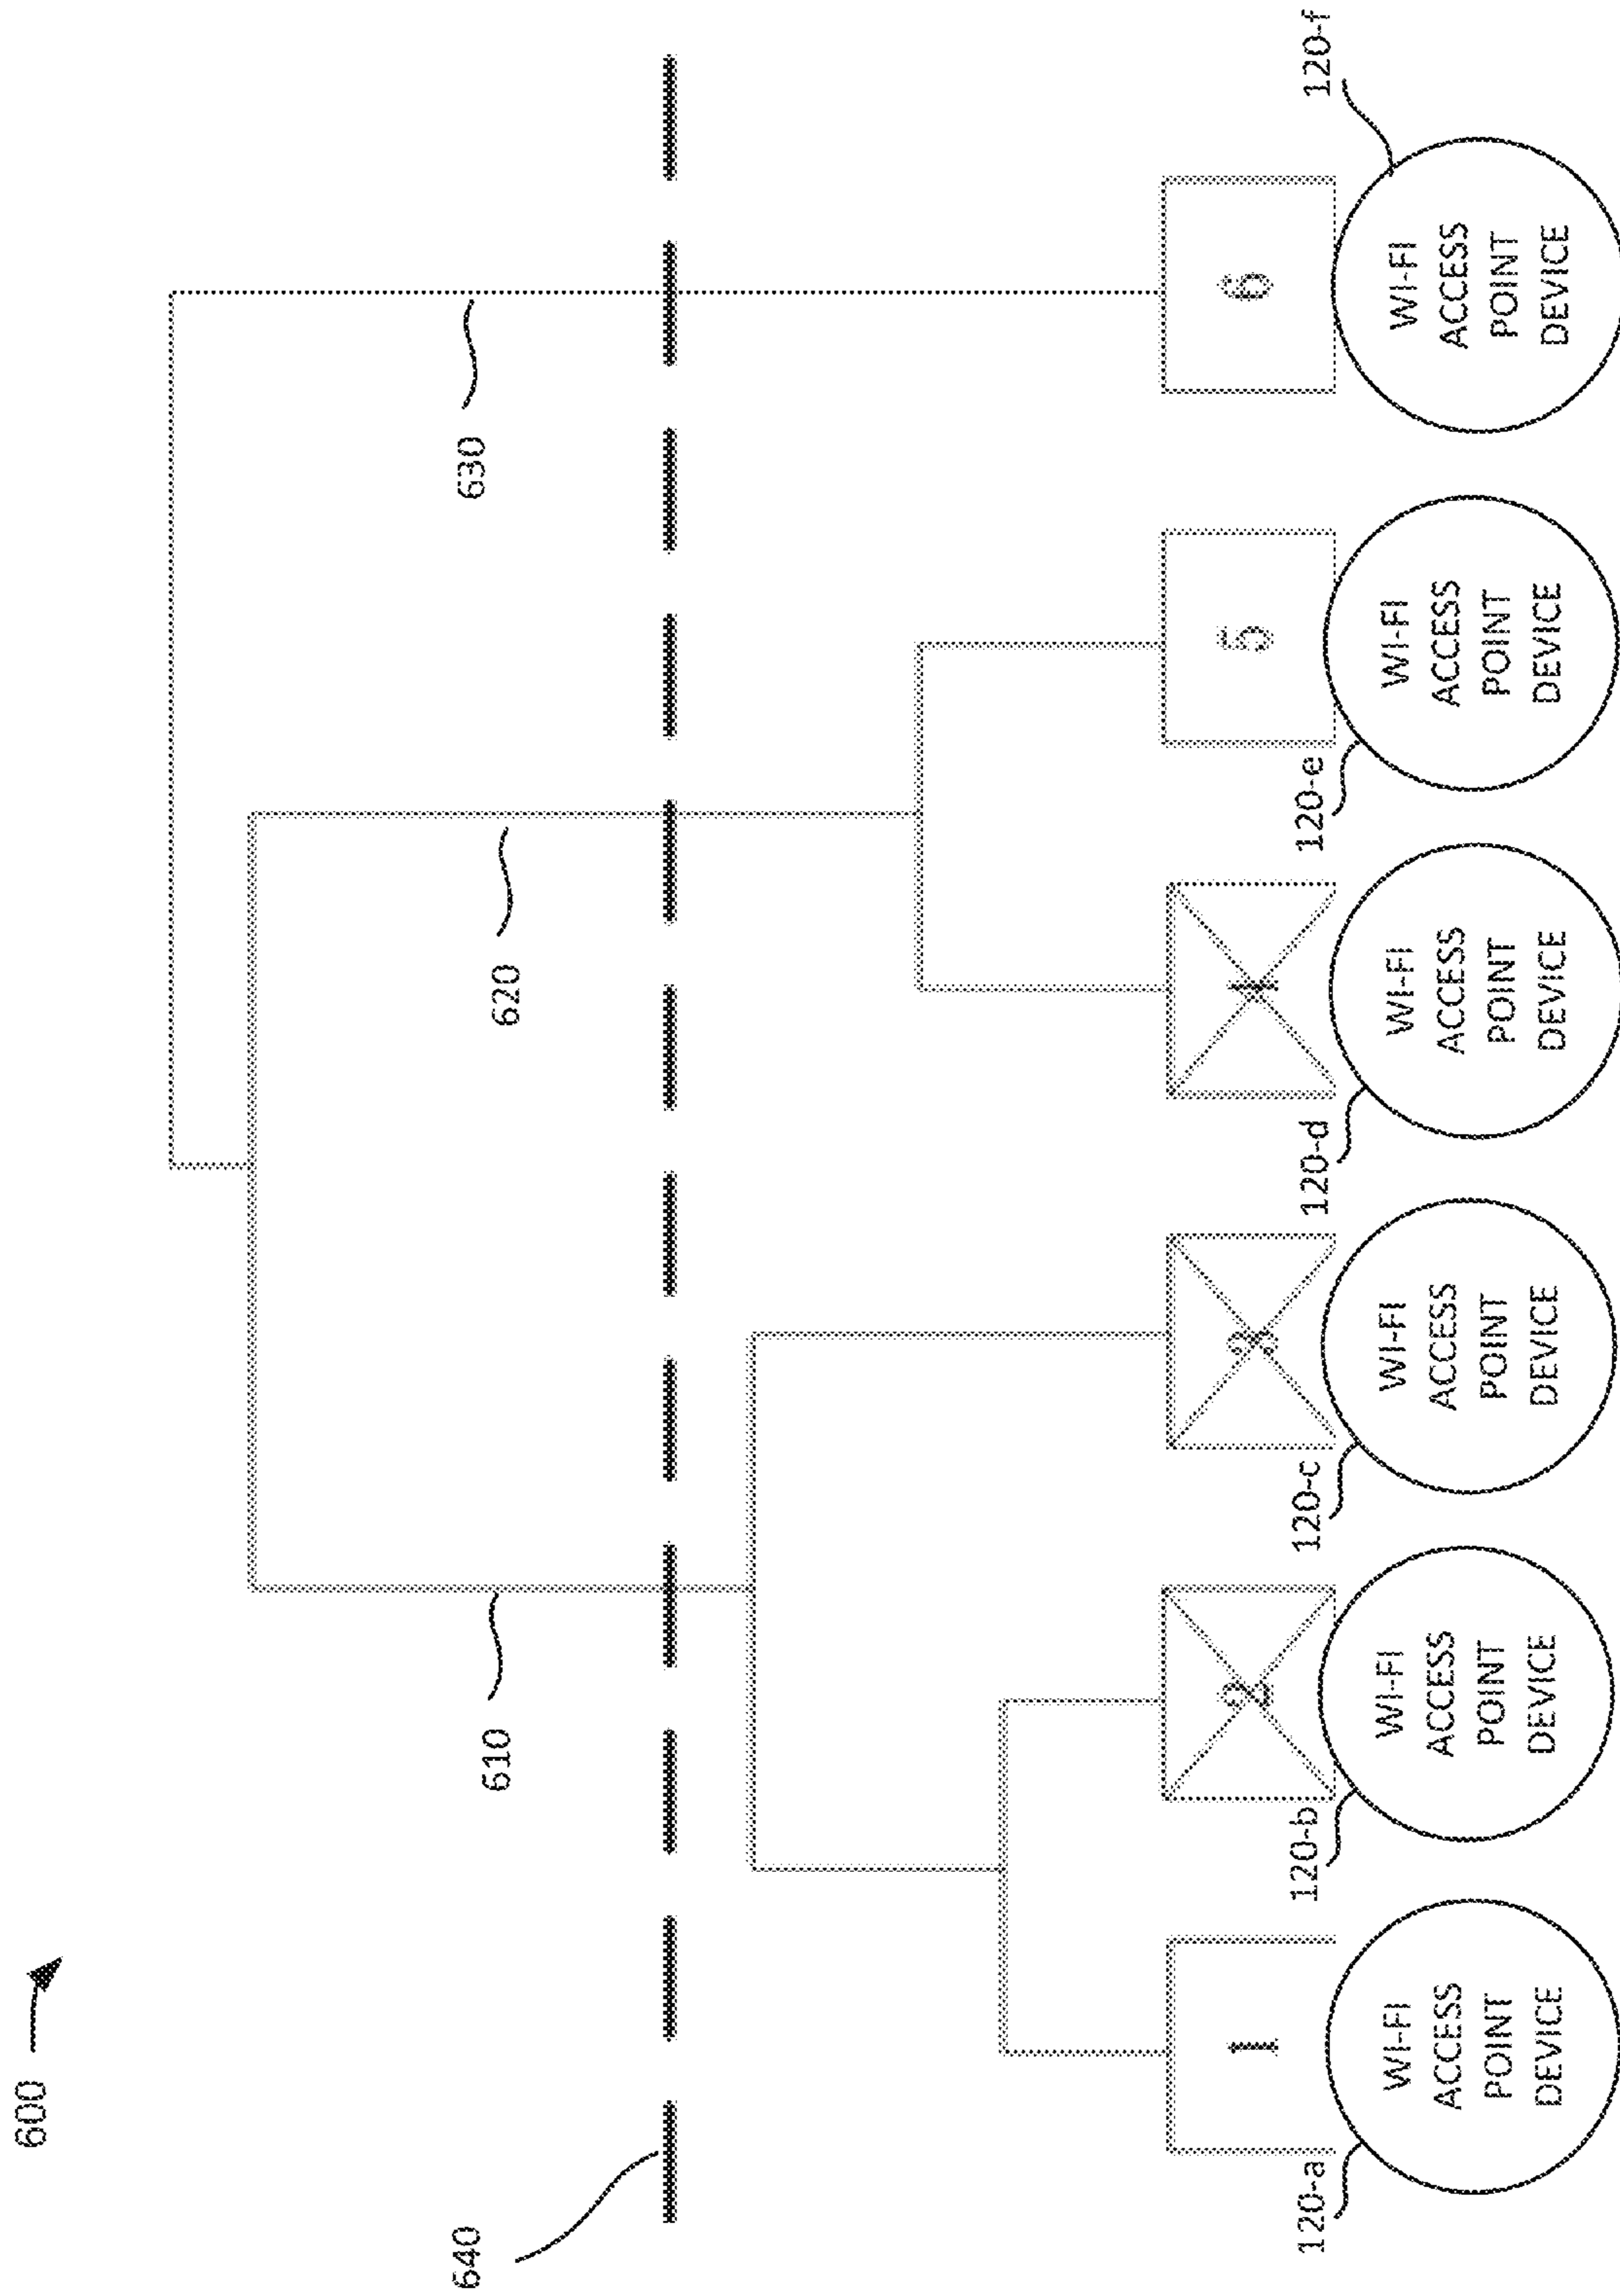 600
640
610
620
630
1
2
3
4
5
6
120-a
120-b
120-c
120-d
120-e
120-f
WI-FI
ACCESS
POINT
DEVICE
WI-FI
ACCESS
POINT
DEVICE
WI-FI
ACCESS
POINT
DEVICE
WI-FI
ACCESS
POINT
DEVICE
WI-FI
ACCESS
POINT
DEVICE
WI-FI
ACCESS
POINT
DEVICE